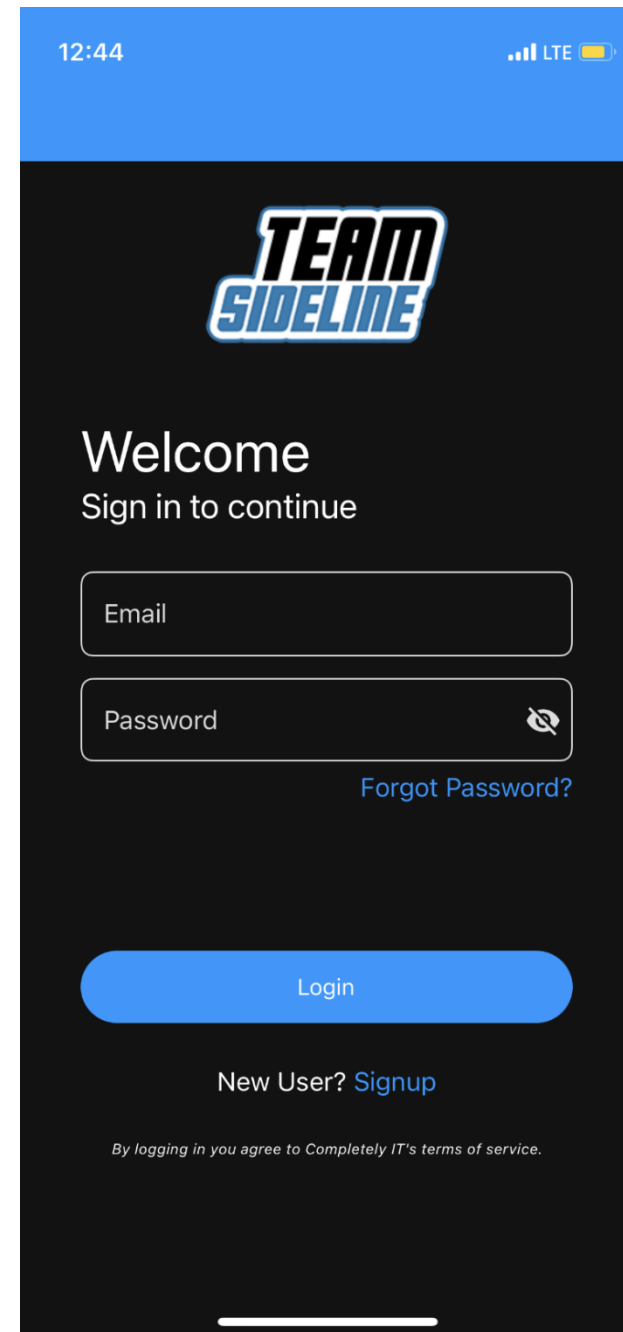 12:44 LTE
TEAM
SIDELINE
Welcome
Sign in to continue
Email
Password
Forgot Password?
Login
New User? Signup
By logging in you agree to Completely IT's terms of service.